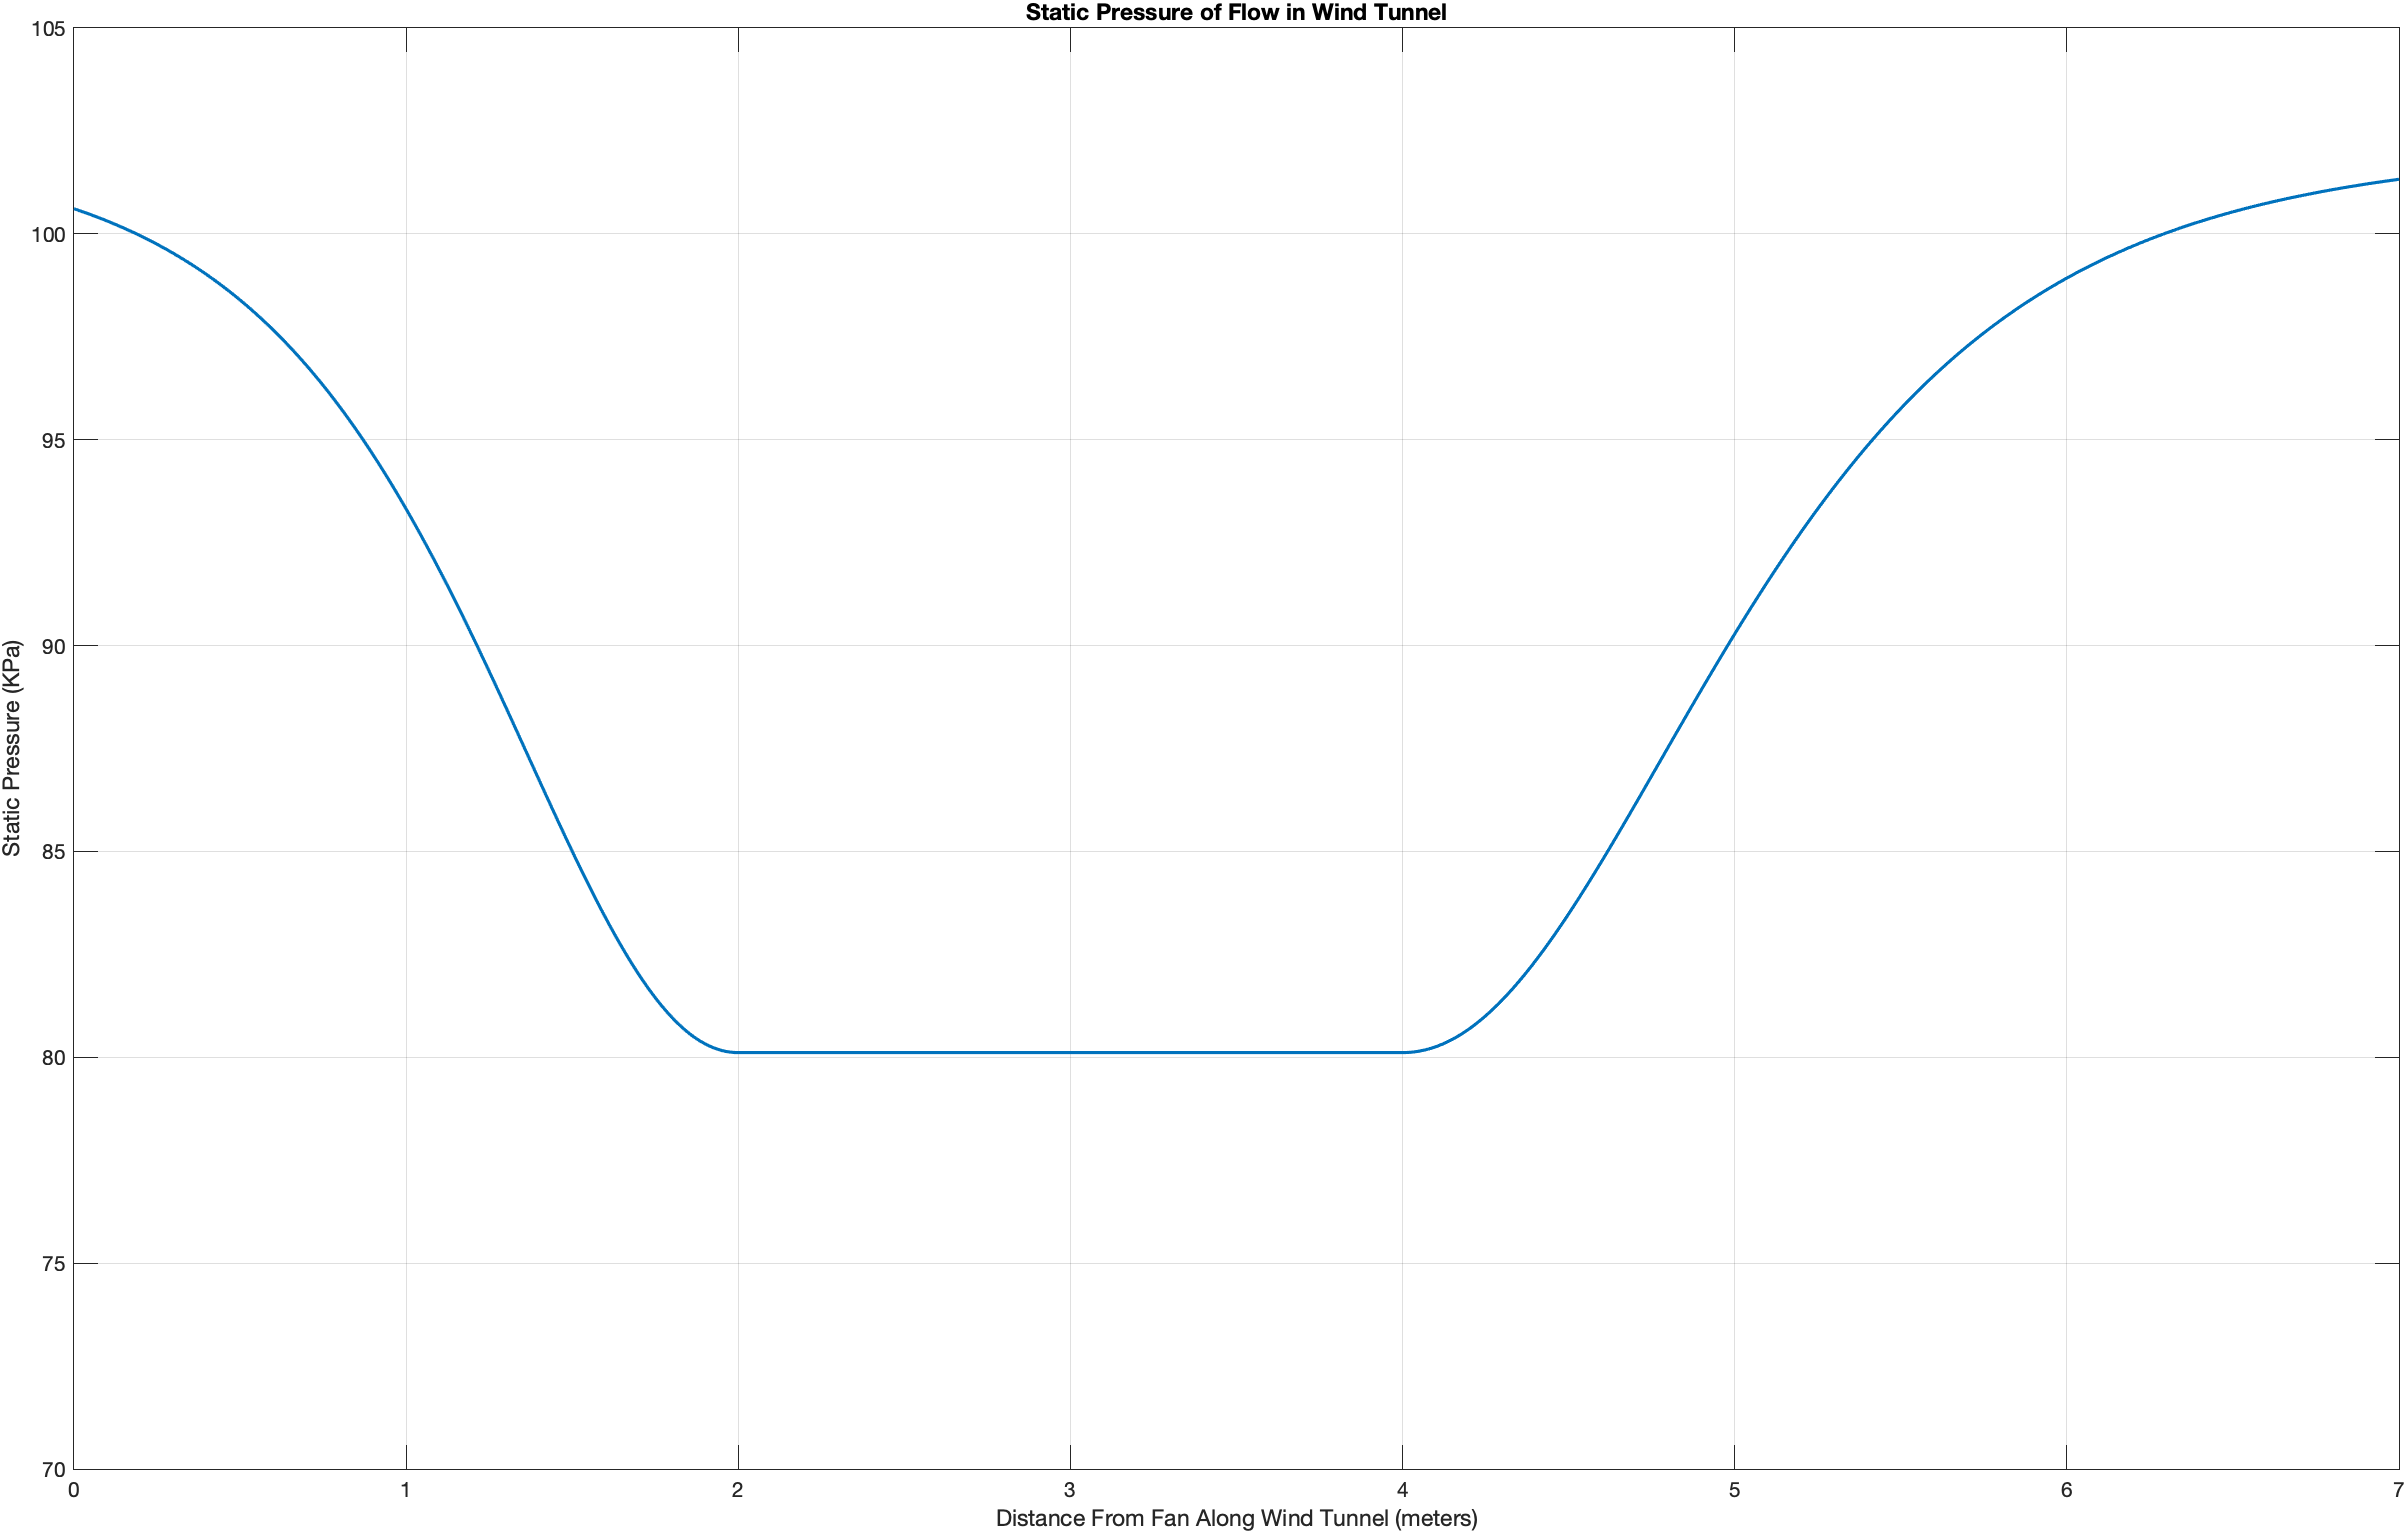 Static Pressure of Flow in Wind Tunnel
105
100
95
90
85
80
75
70
Static Pressure (KPa)
0 1 2 3 4 5 6 7
Distance From Fan Along Wind Tunnel (meters)